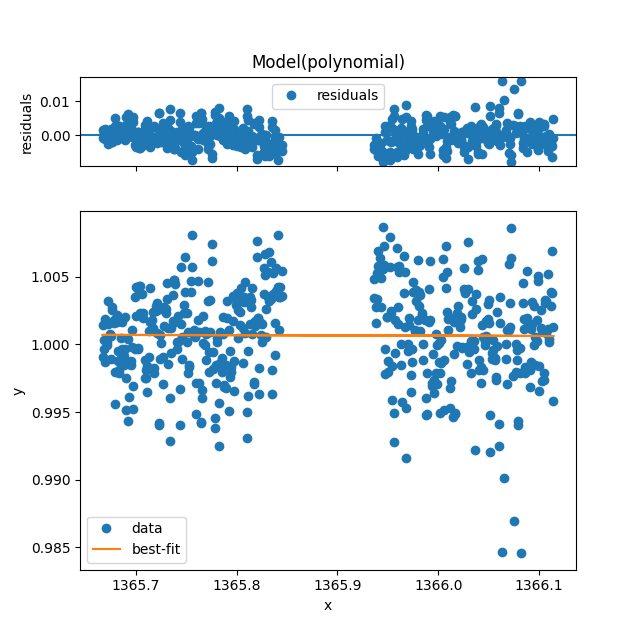 Model(polynomial)
residuals
0.01
0.00
residuals
1.005
1.000
0.995
0.990
0.985
y
data
best-fit
1365.7 1365.8 1365.9 1366.0 1366.1
x